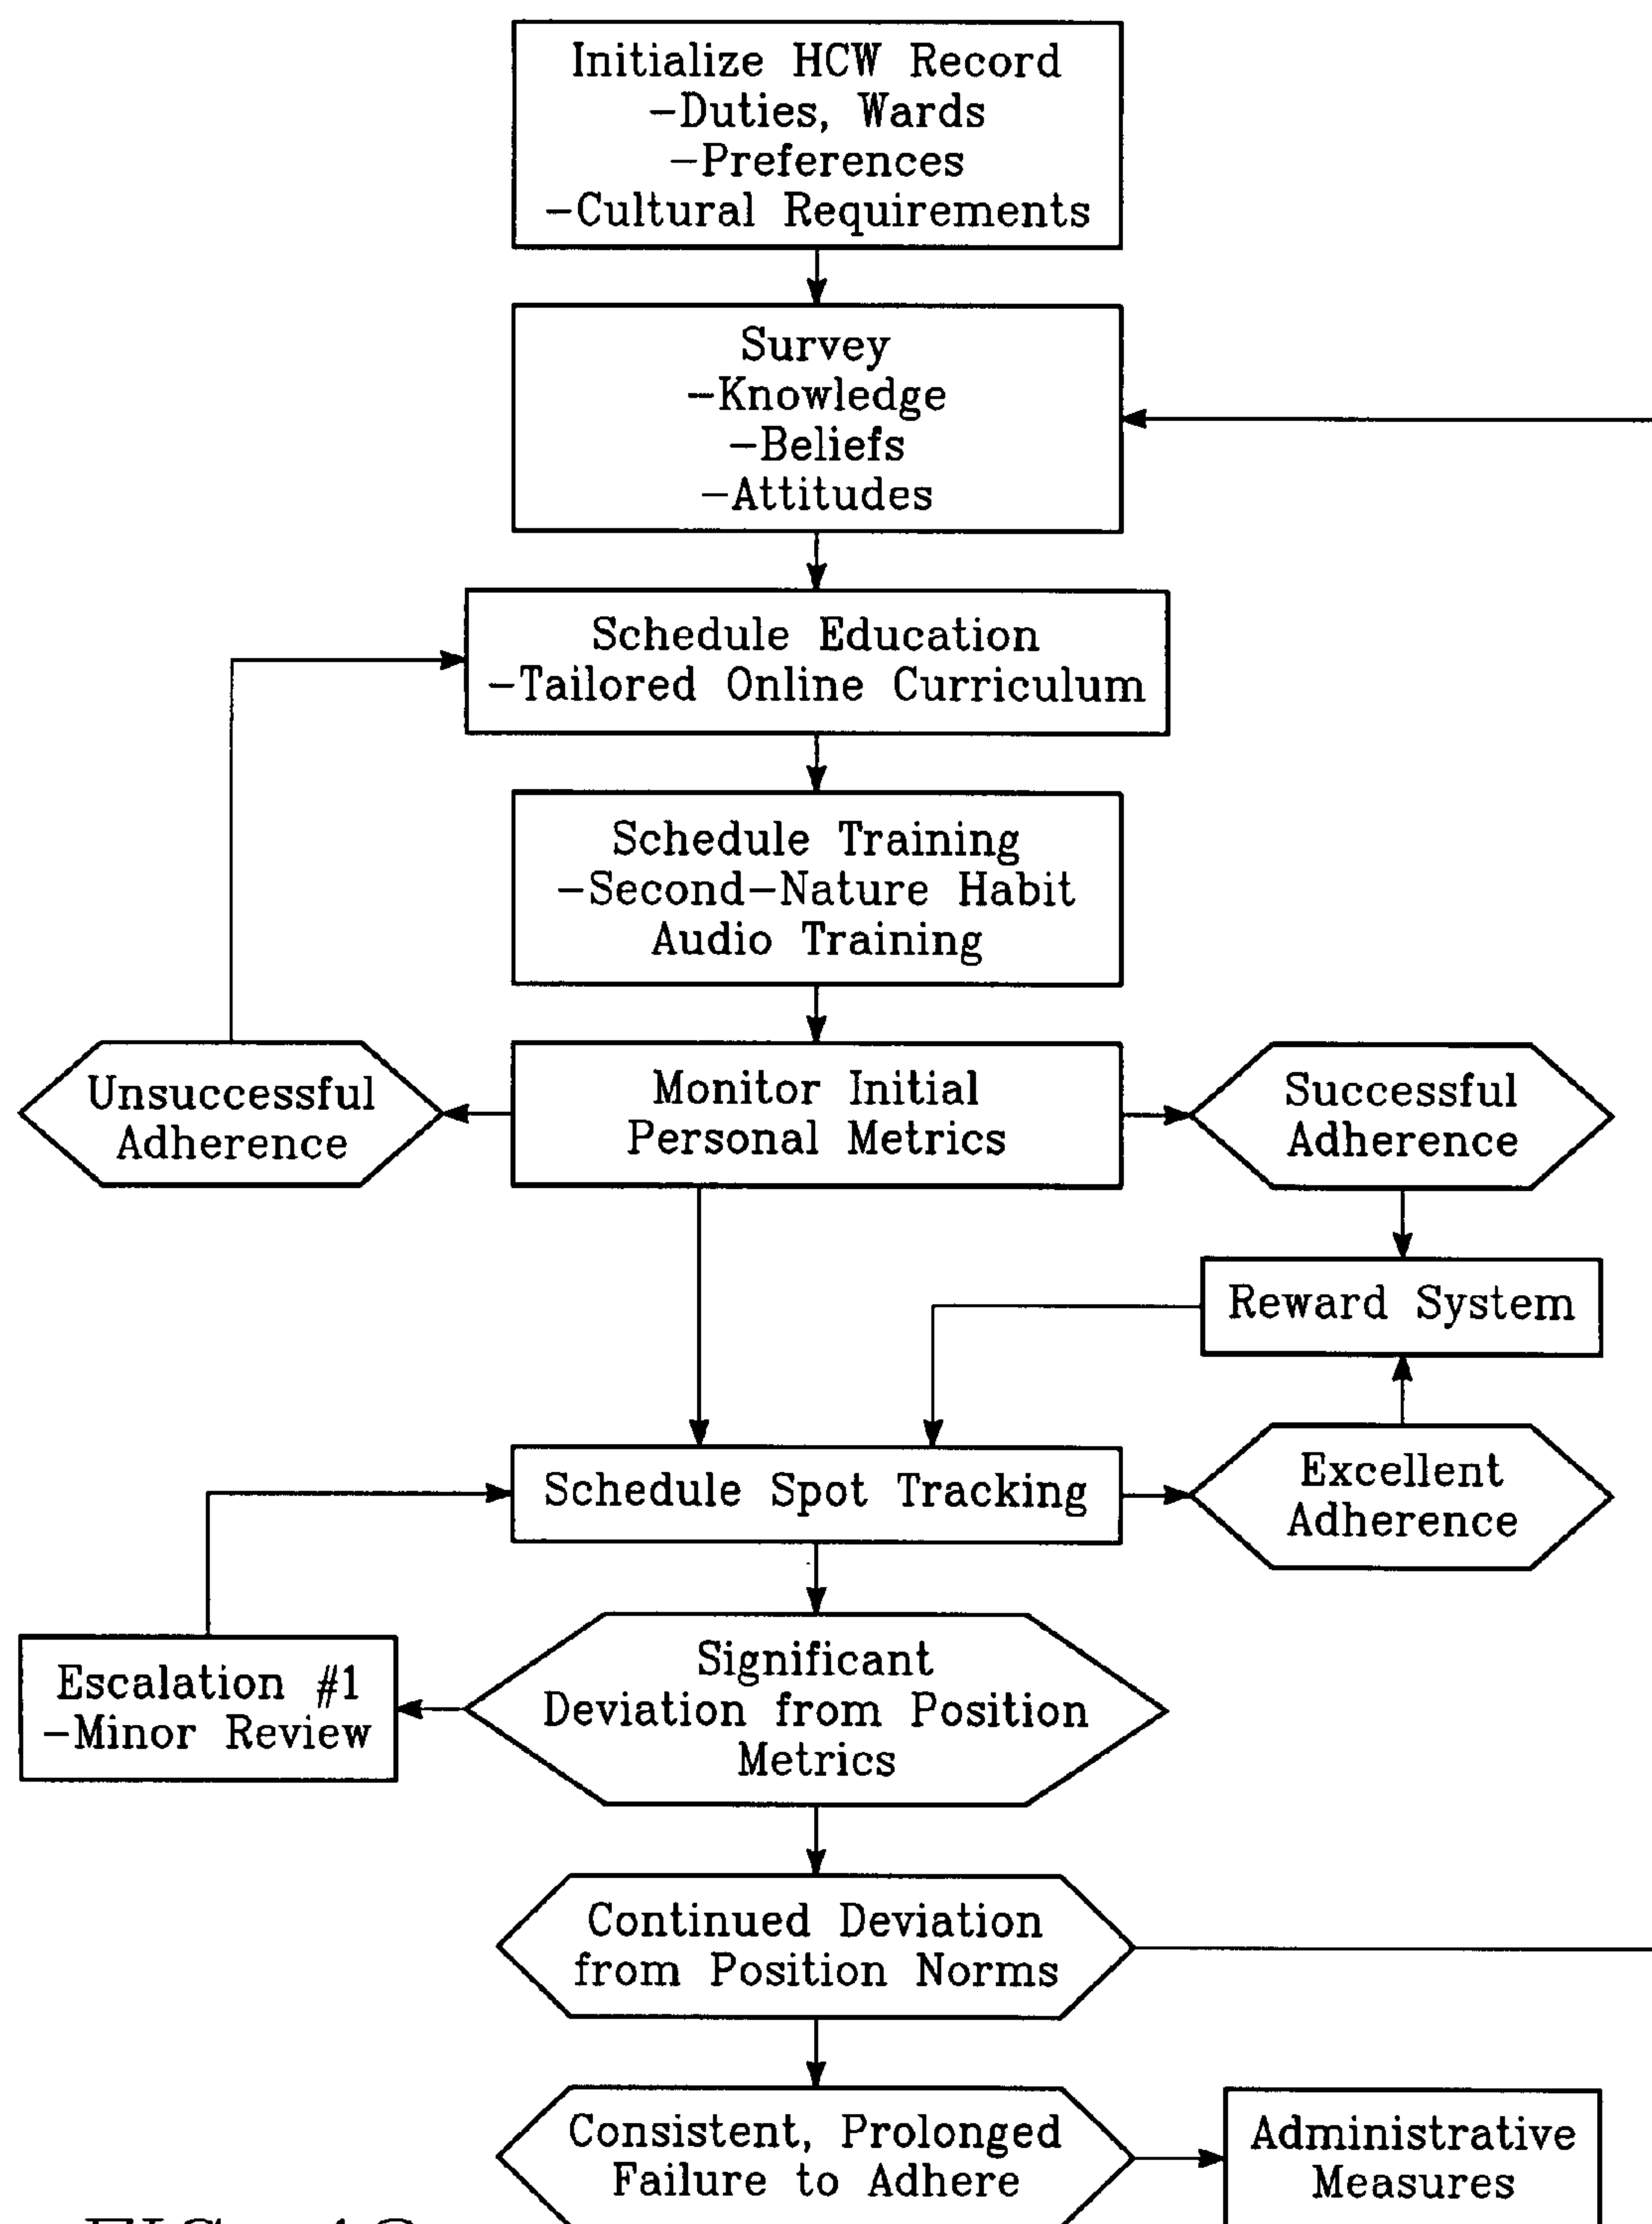 Initialize HCW Record
-Duties, Wards
-Preferences
-Cultural Requirements
Survey
-Knowledge
-Beliefs
-Attitudes
Schedule Education
-Tailored Online Curriculum
Schedule Training
-Second-Nature Habit
Audio Training
Unsuccessful
Adherence
Monitor Initial
Personal Metrics
Successful
Adherence
Reward System
Schedule Spot Tracking
Excellent
Adherence
Escalation #1
-Minor Review
Significant
Deviation from Position
Metrics
Continued Deviation
from Position Norms
Consistent, Prolonged
Failure to Adhere
Administrative
Measures